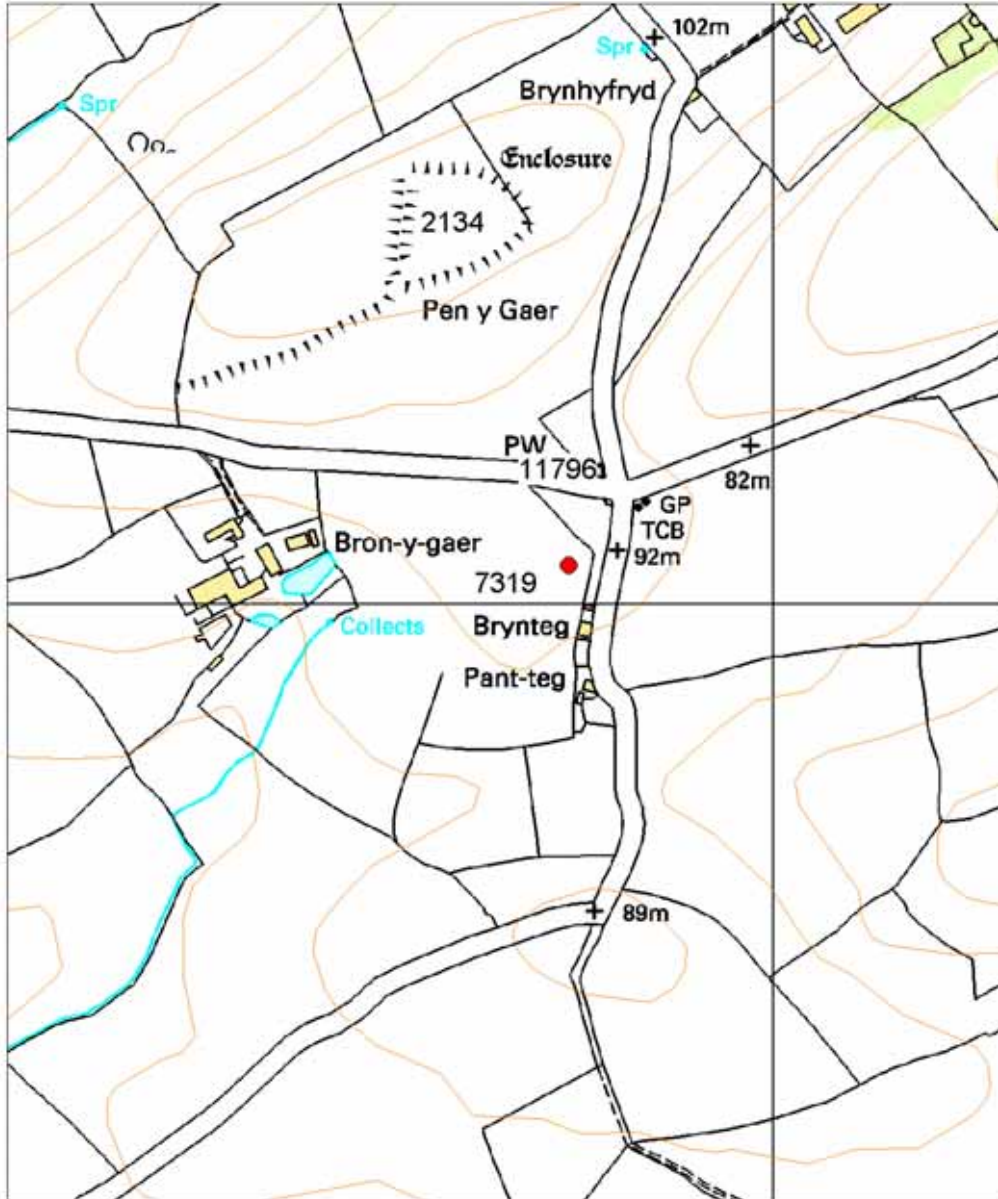 102m
Spr
Brynhyfryd
Spr
Enclosure
2134
Pen y Gaer
PW
11796
82m
GP
TCB
Bron-y-gaer
92m
7319
Brynteg
Collects
Pant-teg
89m